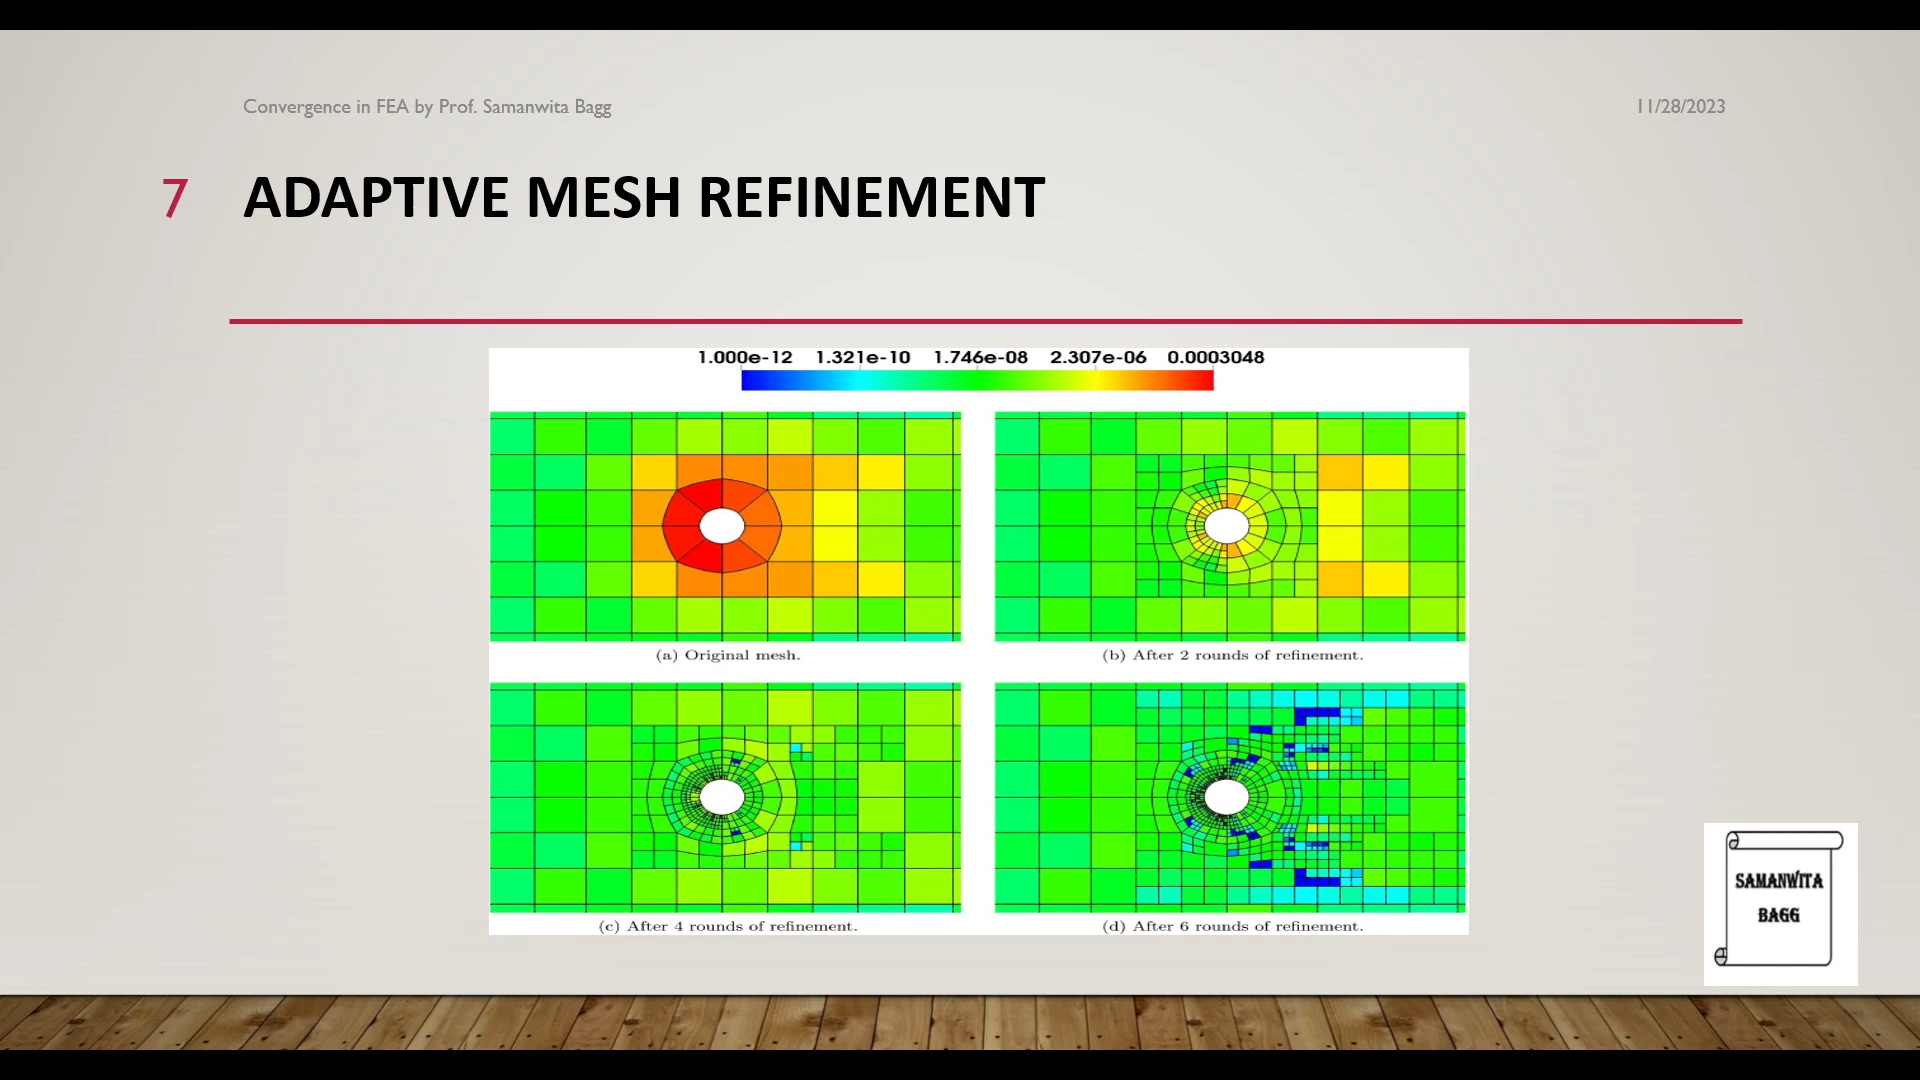 Convergence in FEA by Prof. Samanwita Bagg
11/28/2023
7
ADAPTIVE MESH REFINEMENT
1.000e-12 1.321e-10 1.746e-08 2.307e-06 0.0003048
(a) Original mesh.
(b) After 2 rounds of refinement.
(c) After 4 rounds of refinement.
(d) After 6 rounds of refinement.
SAMANWITA
BAGG